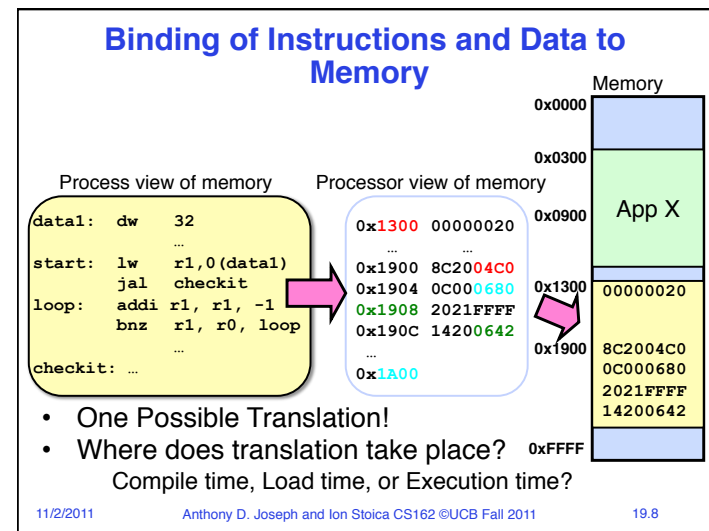 Binding of Instructions and Data to
Memory
Memory
0x0000
0x0300
0x0900
App X
0x1300
00000020
0x1900
8C2004C0
0C000680
2021FFFF
14200642
0xFFFF
Process view of memory
data1: dw 32
…
start: lw r1,0(data1)
jal checkit
loop: addi r1, r1, -1
bnz r1, r0, loop
…
checkit: …
Processor view of memory
0x1300 00000020
… …
0x1900 8C2004C0
0x1904 0C000680
0x1908 2021FFFF
0x190C 14200642
…
0x1A00
• One Possible Translation!
• Where does translation take place?
Compile time, Load time, or Execution time?
11/2/2011 Anthony D. Joseph and Ion Stoica CS162 ©UCB Fall 2011 19.8